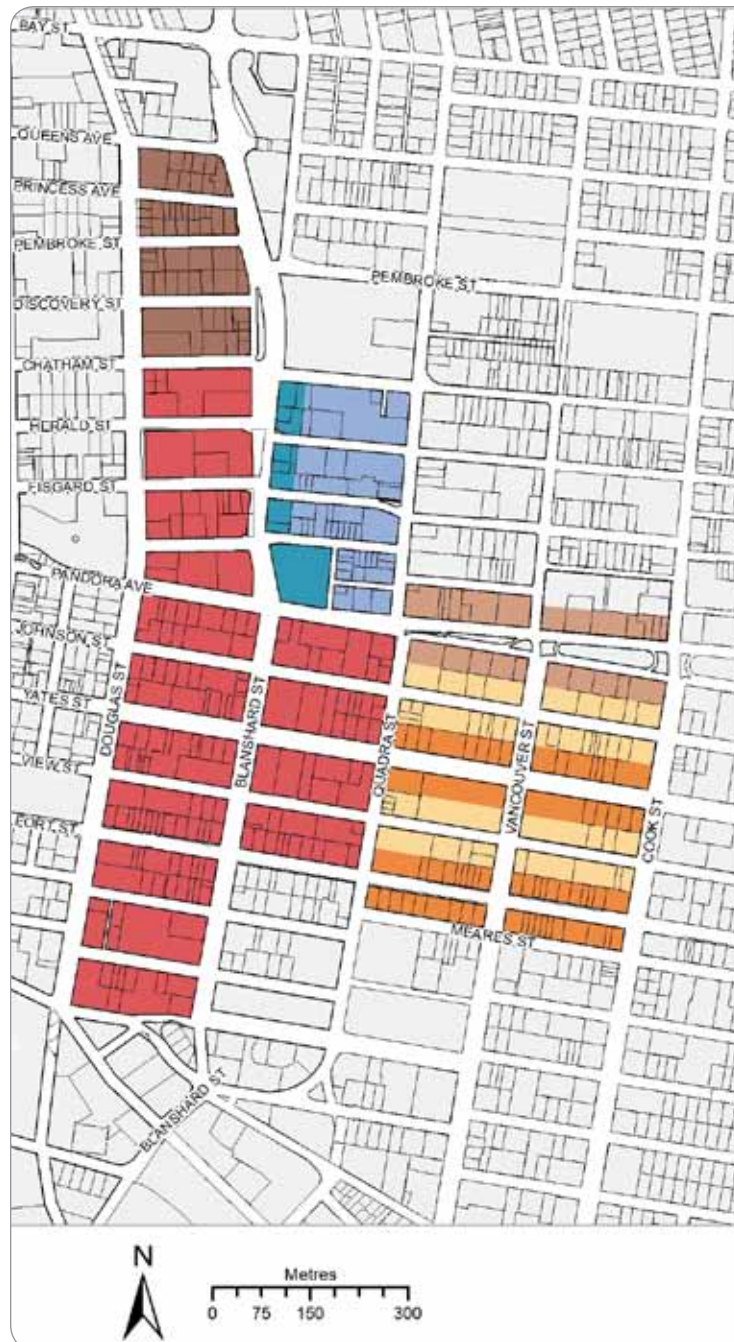 BAY ST
QUEENS AVE
PRINCESS AVE
PEMBROKE ST
PEMBROKE ST
DISCOVERY ST
CHATHAM ST
HERALD ST
FISGARD ST
PANDORA AVE
JOHNSON ST
YATES ST
DOUGLAS ST
BLANSHARD ST
QUADRA ST
VANCOUVER ST
COOK ST
VIEW ST
FORT ST
MEARES ST
BLANSHARD ST
N
Metres
0 75 150 300